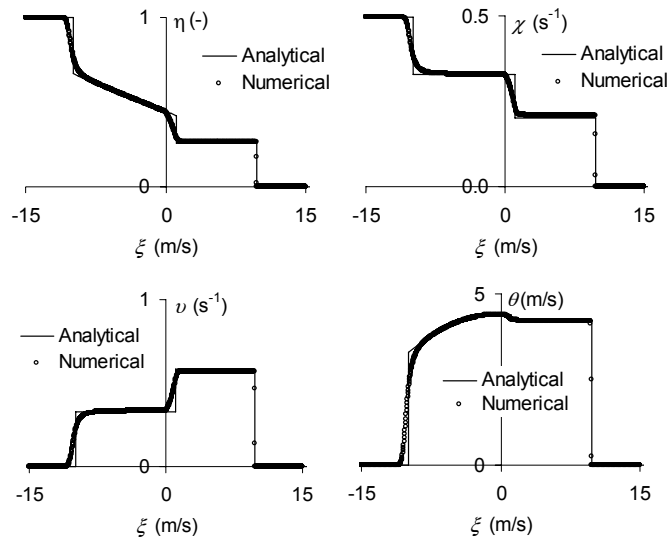 1
η (-)
Analytical
Numerical
0
-15
0
15
ξ (m/s)
0.5
χ (s⁻¹)
Analytical
Numerical
0.0
-15
0
15
ξ (m/s)
1
υ (s⁻¹)
Analytical
Numerical
0
-15
0
15
ξ (m/s)
5
θ(m/s)
Analytical
Numerical
0
-15
0
15
ξ (m/s)